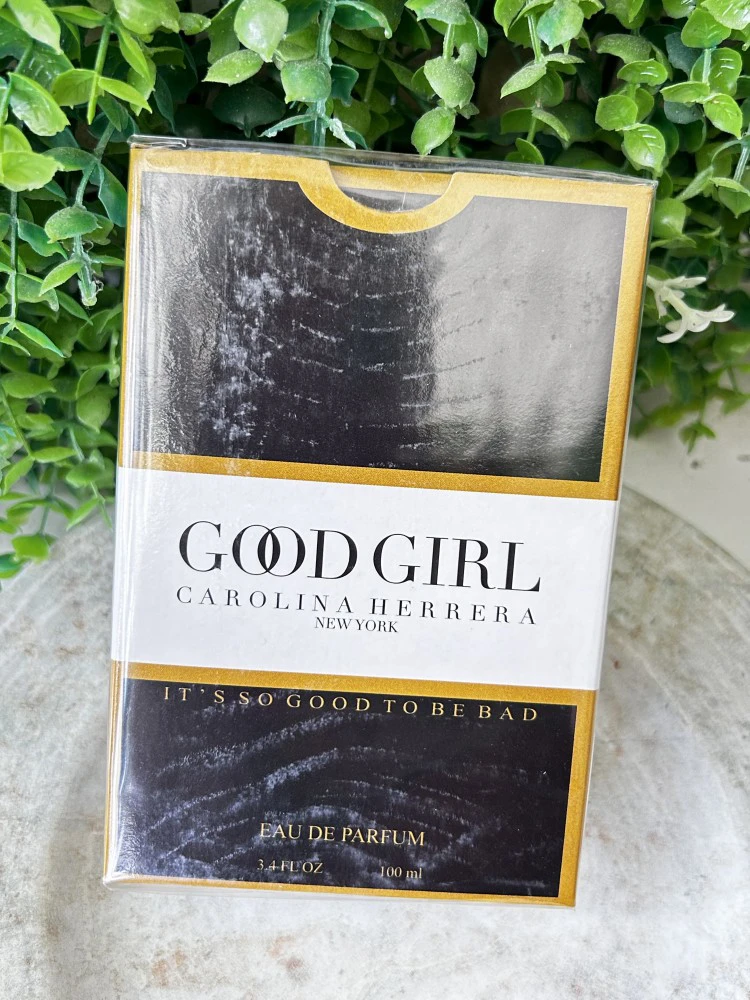 GOOD GIRL
CAROLINA HERRERA
NEW YORK
IT'S SO GOOD TO BE BAD
EAU DE PARFUM
3.4 FL OZ 100 ml